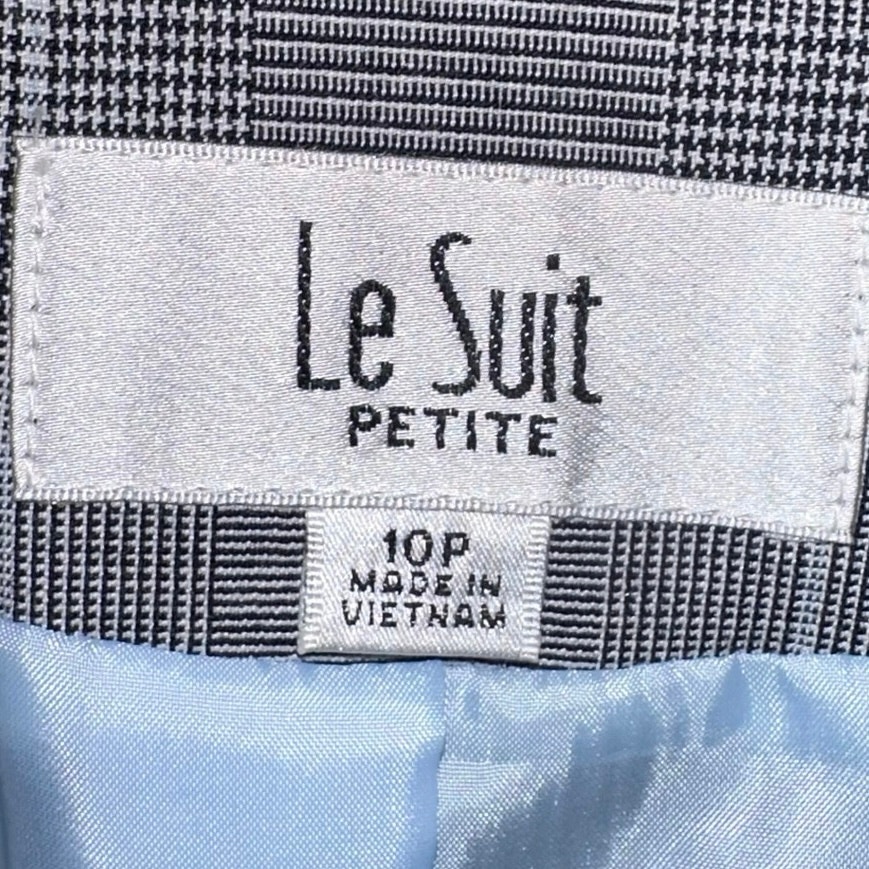 Le Suit
PETITE
10P
MADE IN
VIETNAM